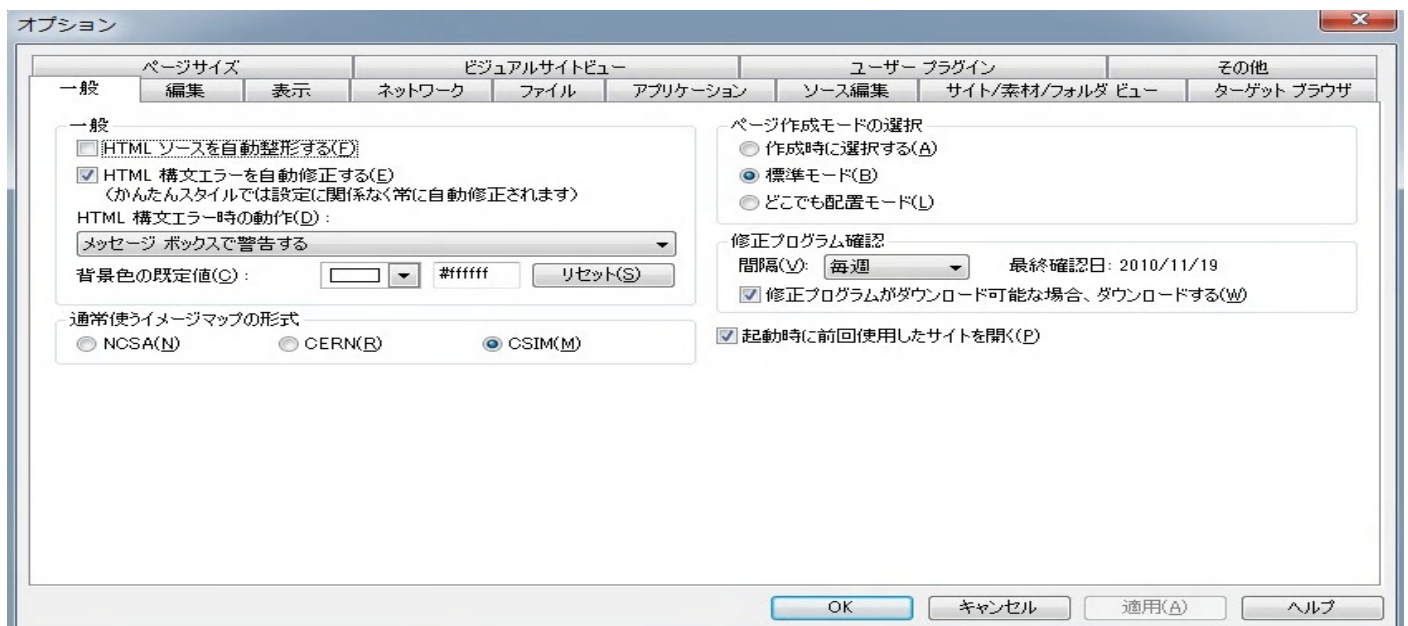 オプション
ページサイズ
ビジュアルサイトビュー
ユーザー プラグイン
その他
一般
編集
表示
ネットワーク
ファイル
アプリケーション
ソース編集
サイト/素材/フォルダ ビュー
ターゲット ブラウザ
一般
HTML ソースを自動整形する(F)
HTML 構文エラーを自動修正する(E)
(かんたんスタイルでは設定に関係なく常に自動修正されます)
HTML 構文エラー時の動作(D):
メッセージ ボックスで警告する
背景色の既定値(C):
#ffffff
リセット(S)
通常使うイメージマップの形式
NCSA(N)
CERN(R)
CSIM(M)
ページ作成モードの選択
作成時に選択する(A)
標準モード(B)
どこでも配置モード(L)
修正プログラム確認
間隔(V):
毎週
最終確認日: 2010/11/19
修正プログラムがダウンロード可能な場合、ダウンロードする(W)
起動時に前回使用したサイトを開く(P)
OK
キャンセル
適用(A)
ヘルプ